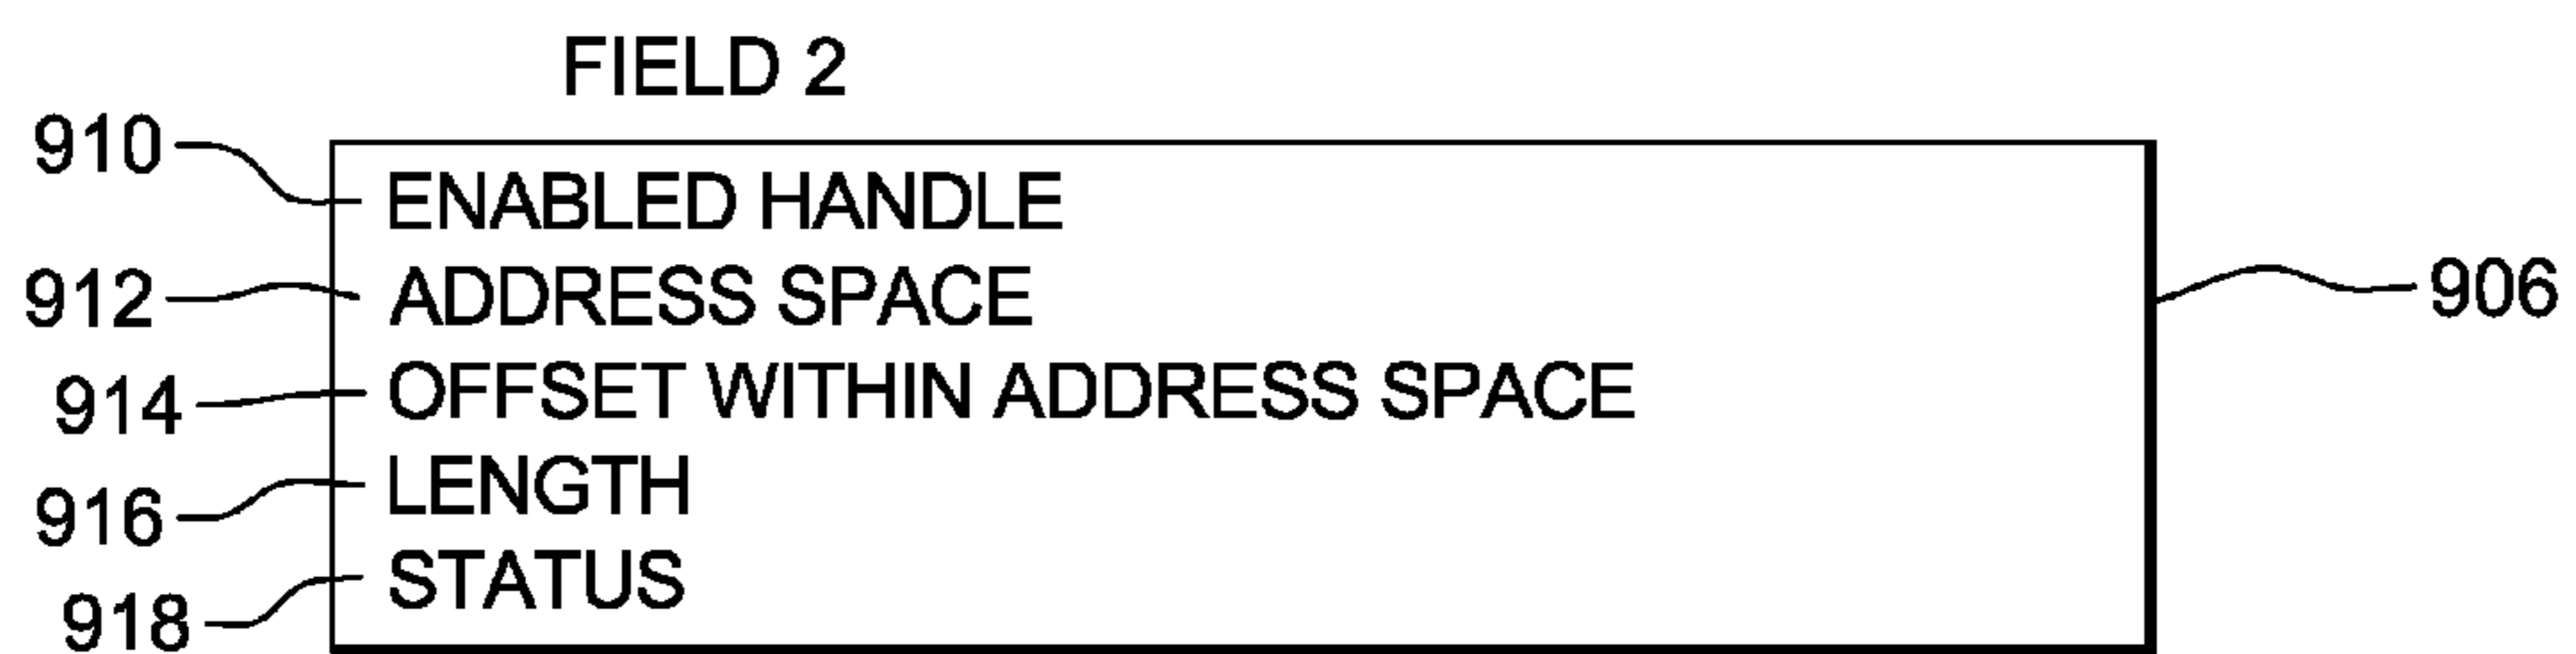 FIELD 2
910 ENABLED HANDLE
912 ADDRESS SPACE 906
914 OFFSET WITHIN ADDRESS SPACE
916 LENGTH
918 STATUS